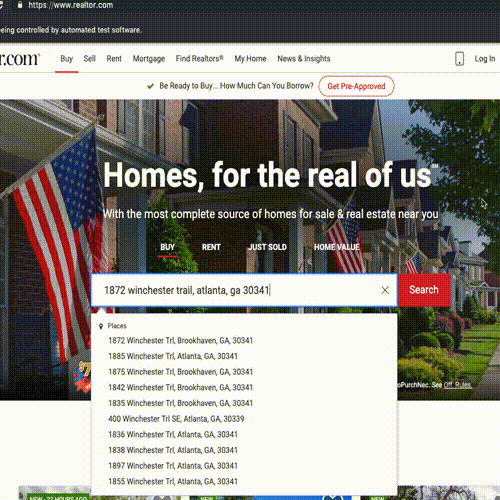 https://www.realtor.com
being controlled by automated test software.
r.com®
Buy Sell Rent Mortgage Find Realtors® My Home News & Insights Log In
Be Ready to Buy... How Much Can You Borrow? Get Pre-Approved
Homes, for the real of us℠
With the most complete source of homes for sale & real estate near you
BUY RENT JUST SOLD HOME VALUE
1872 winchester trail, atlanta, ga 30341 Search
Places
1872 Winchester Trl, Brookhaven, GA, 30341
1885 Winchester Trl, Atlanta, GA, 30341
1875 Winchester Trl, Brookhaven, GA, 30341
1842 Winchester Trl, Brookhaven, GA, 30341
oPurchNec. See Off. Rules.
1835 Winchester Trl, Brookhaven, GA, 30341
400 Winchester Trl SE, Atlanta, GA, 30339
1836 Winchester Trl, Atlanta, GA, 30341
1838 Winchester Trl, Atlanta, GA, 30341
1897 Winchester Trl, Atlanta, GA, 30341
1855 Winchester Trl, Atlanta, GA, 30341
NEW - 22 HOURS AGO